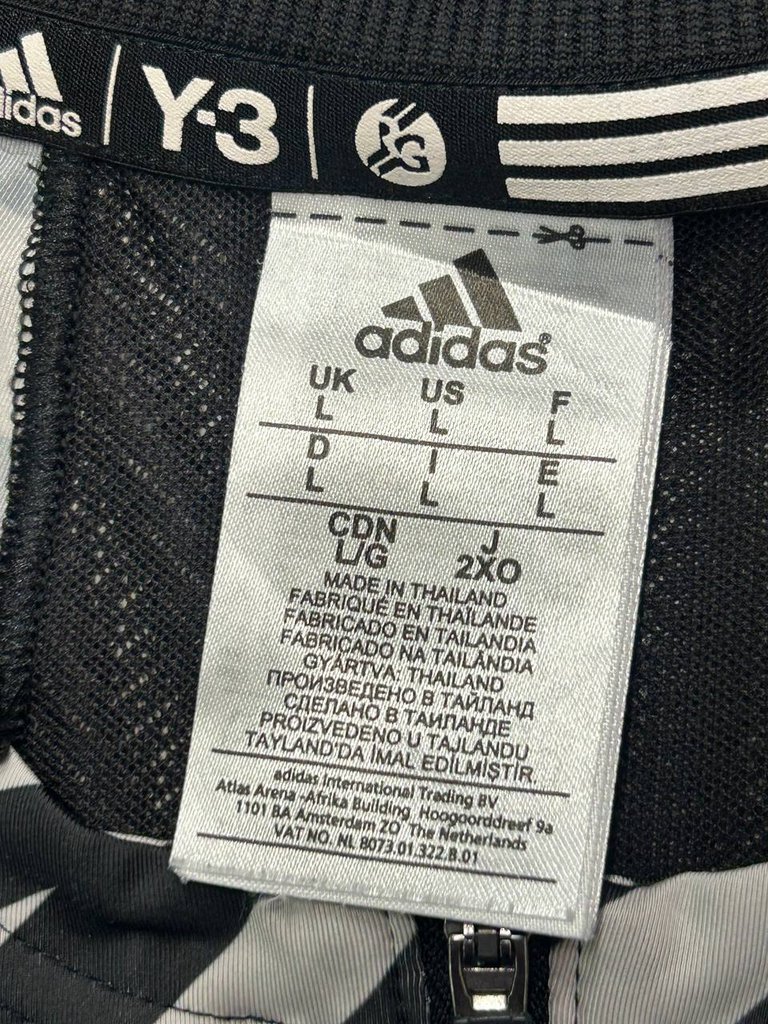 adidas | Y-3 RG
adidas®
UK US F
L L L
D I E
L L L
CDN J
L/G 2XO
MADE IN THAILAND
FABRIQUÉ EN THAÏLANDE
FABRICADO EN TAILANDIA
FABRICADO NA TAILÂNDIA
GYÁRTVA: THAILAND
ПРОИЗВЕДЕНО В ТАЙЛАНД
СДЕЛАНО В ТАИЛАНДЕ
PROIZVEDENO U TAJLANDU
TAYLAND'DA İMAL EDİLMİŞTİR
adidas International Trading BV
Atlas Arena -Afrika Building Hoogoorddreef 9a
1101 BA Amsterdam ZO The Netherlands
VAT NO. NL 8073.01.322.B.01